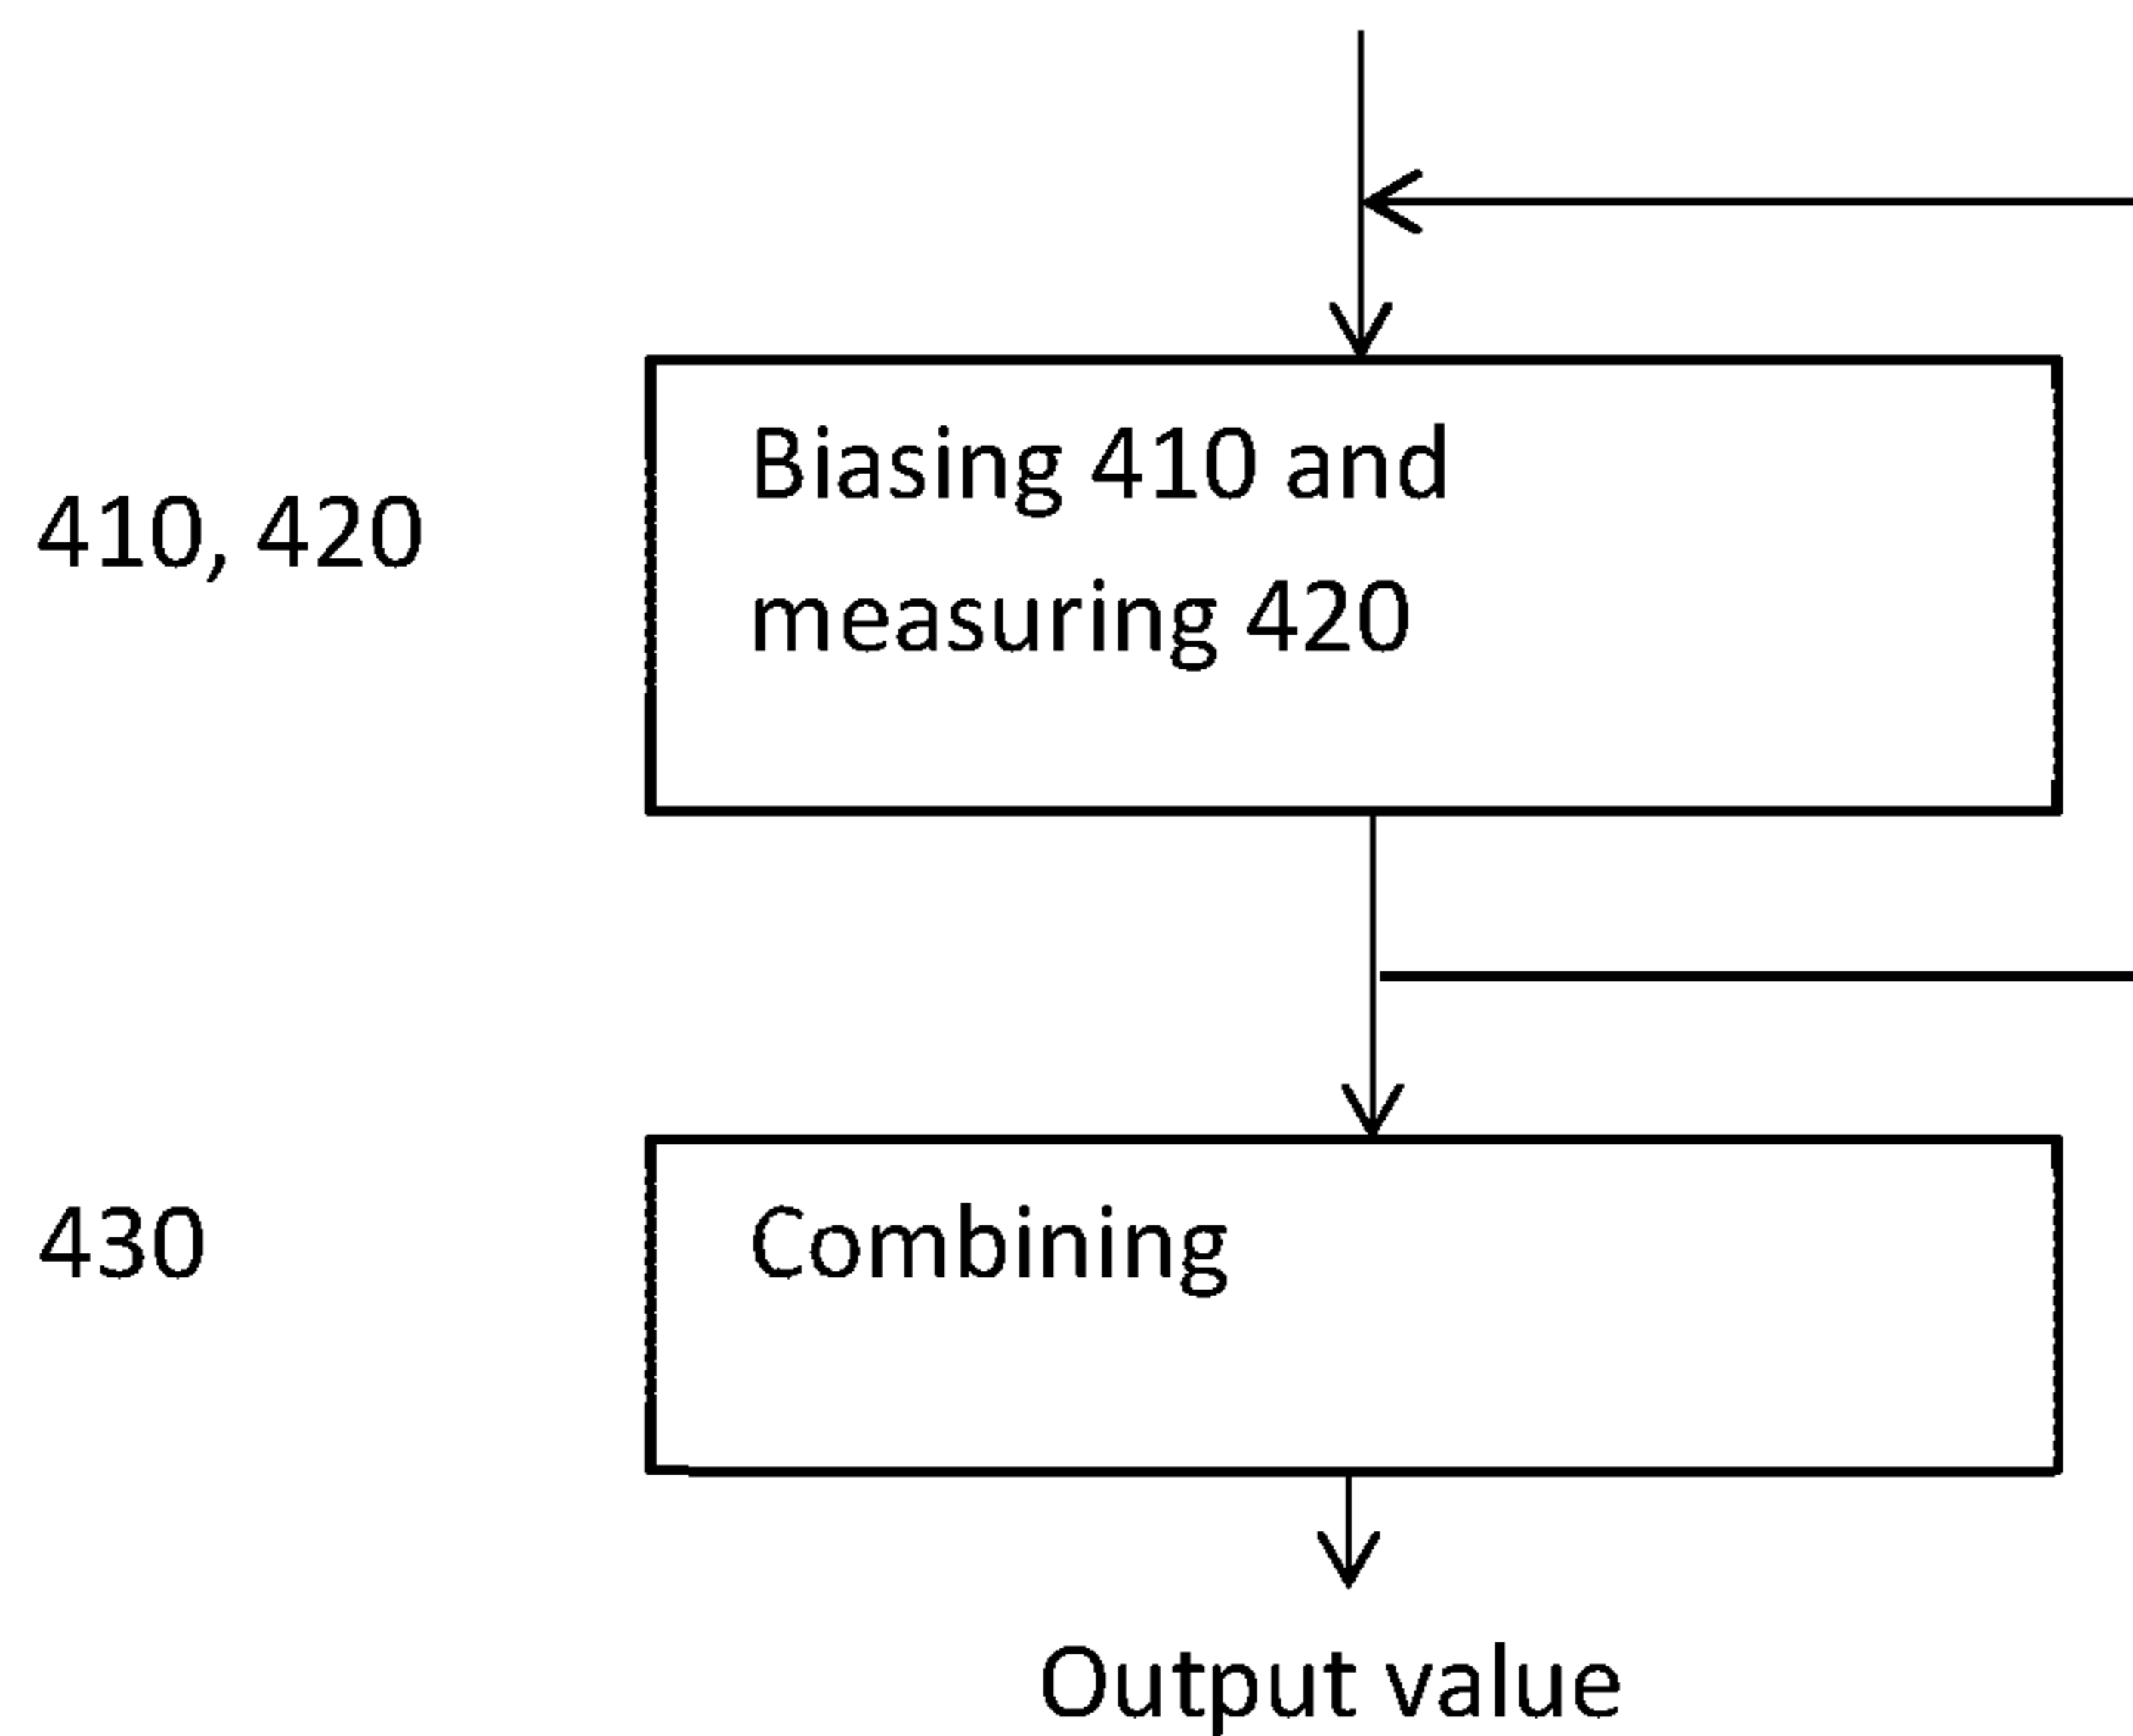 Biasing 410 and
measuring 420
410, 420
Combining
430
Output value